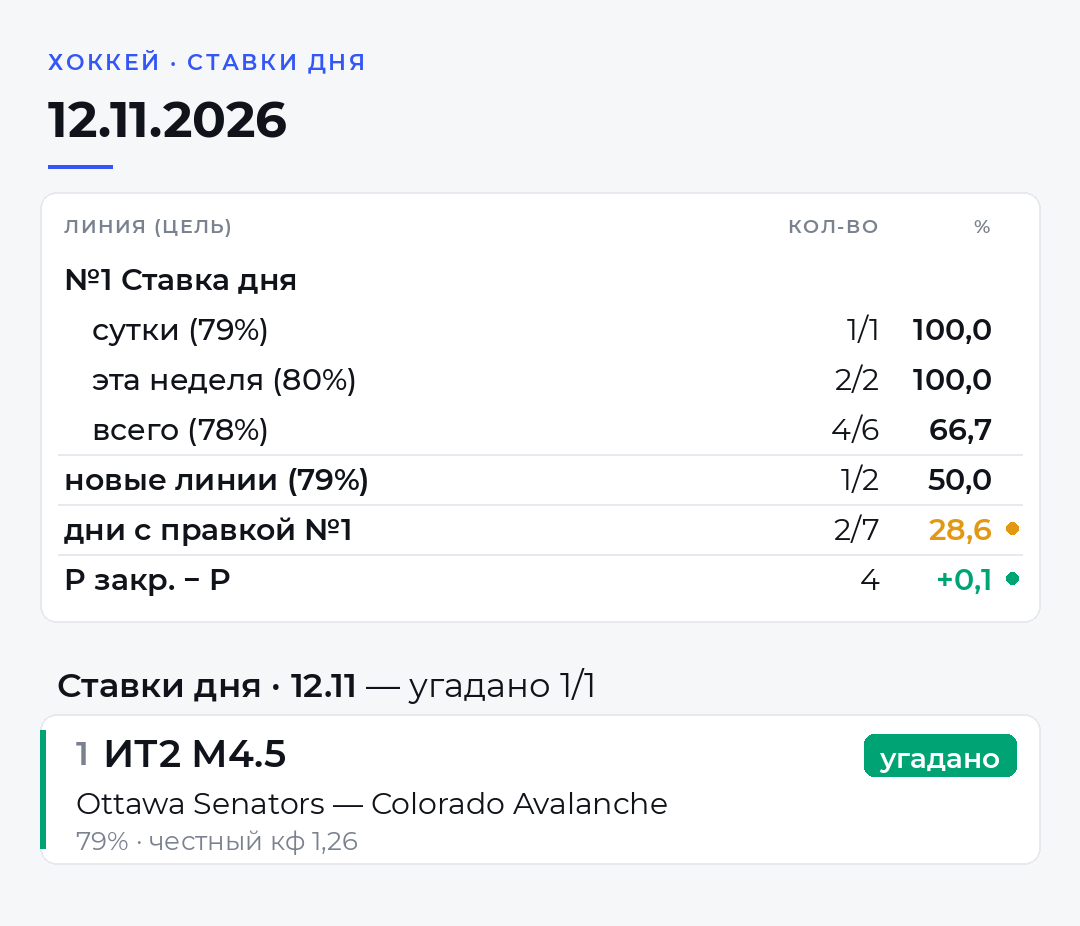 ХОККЕЙ · СТАВКИ ДНЯ
12.11.2026
ЛИНИЯ (ЦЕЛЬ) КОЛ-ВО %
№1 Ставка дня
сутки (79%) 1/1 100,0
эта неделя (80%) 2/2 100,0
всего (78%) 4/6 66,7
новые линии (79%) 1/2 50,0
дни с правкой №1 2/7 28,6
Р закр. − Р 4 +0,1
Ставки дня · 12.11 — угадано 1/1
1 ИТ2 М4.5 угадано
Ottawa Senators — Colorado Avalanche
79% · честный кф 1,26